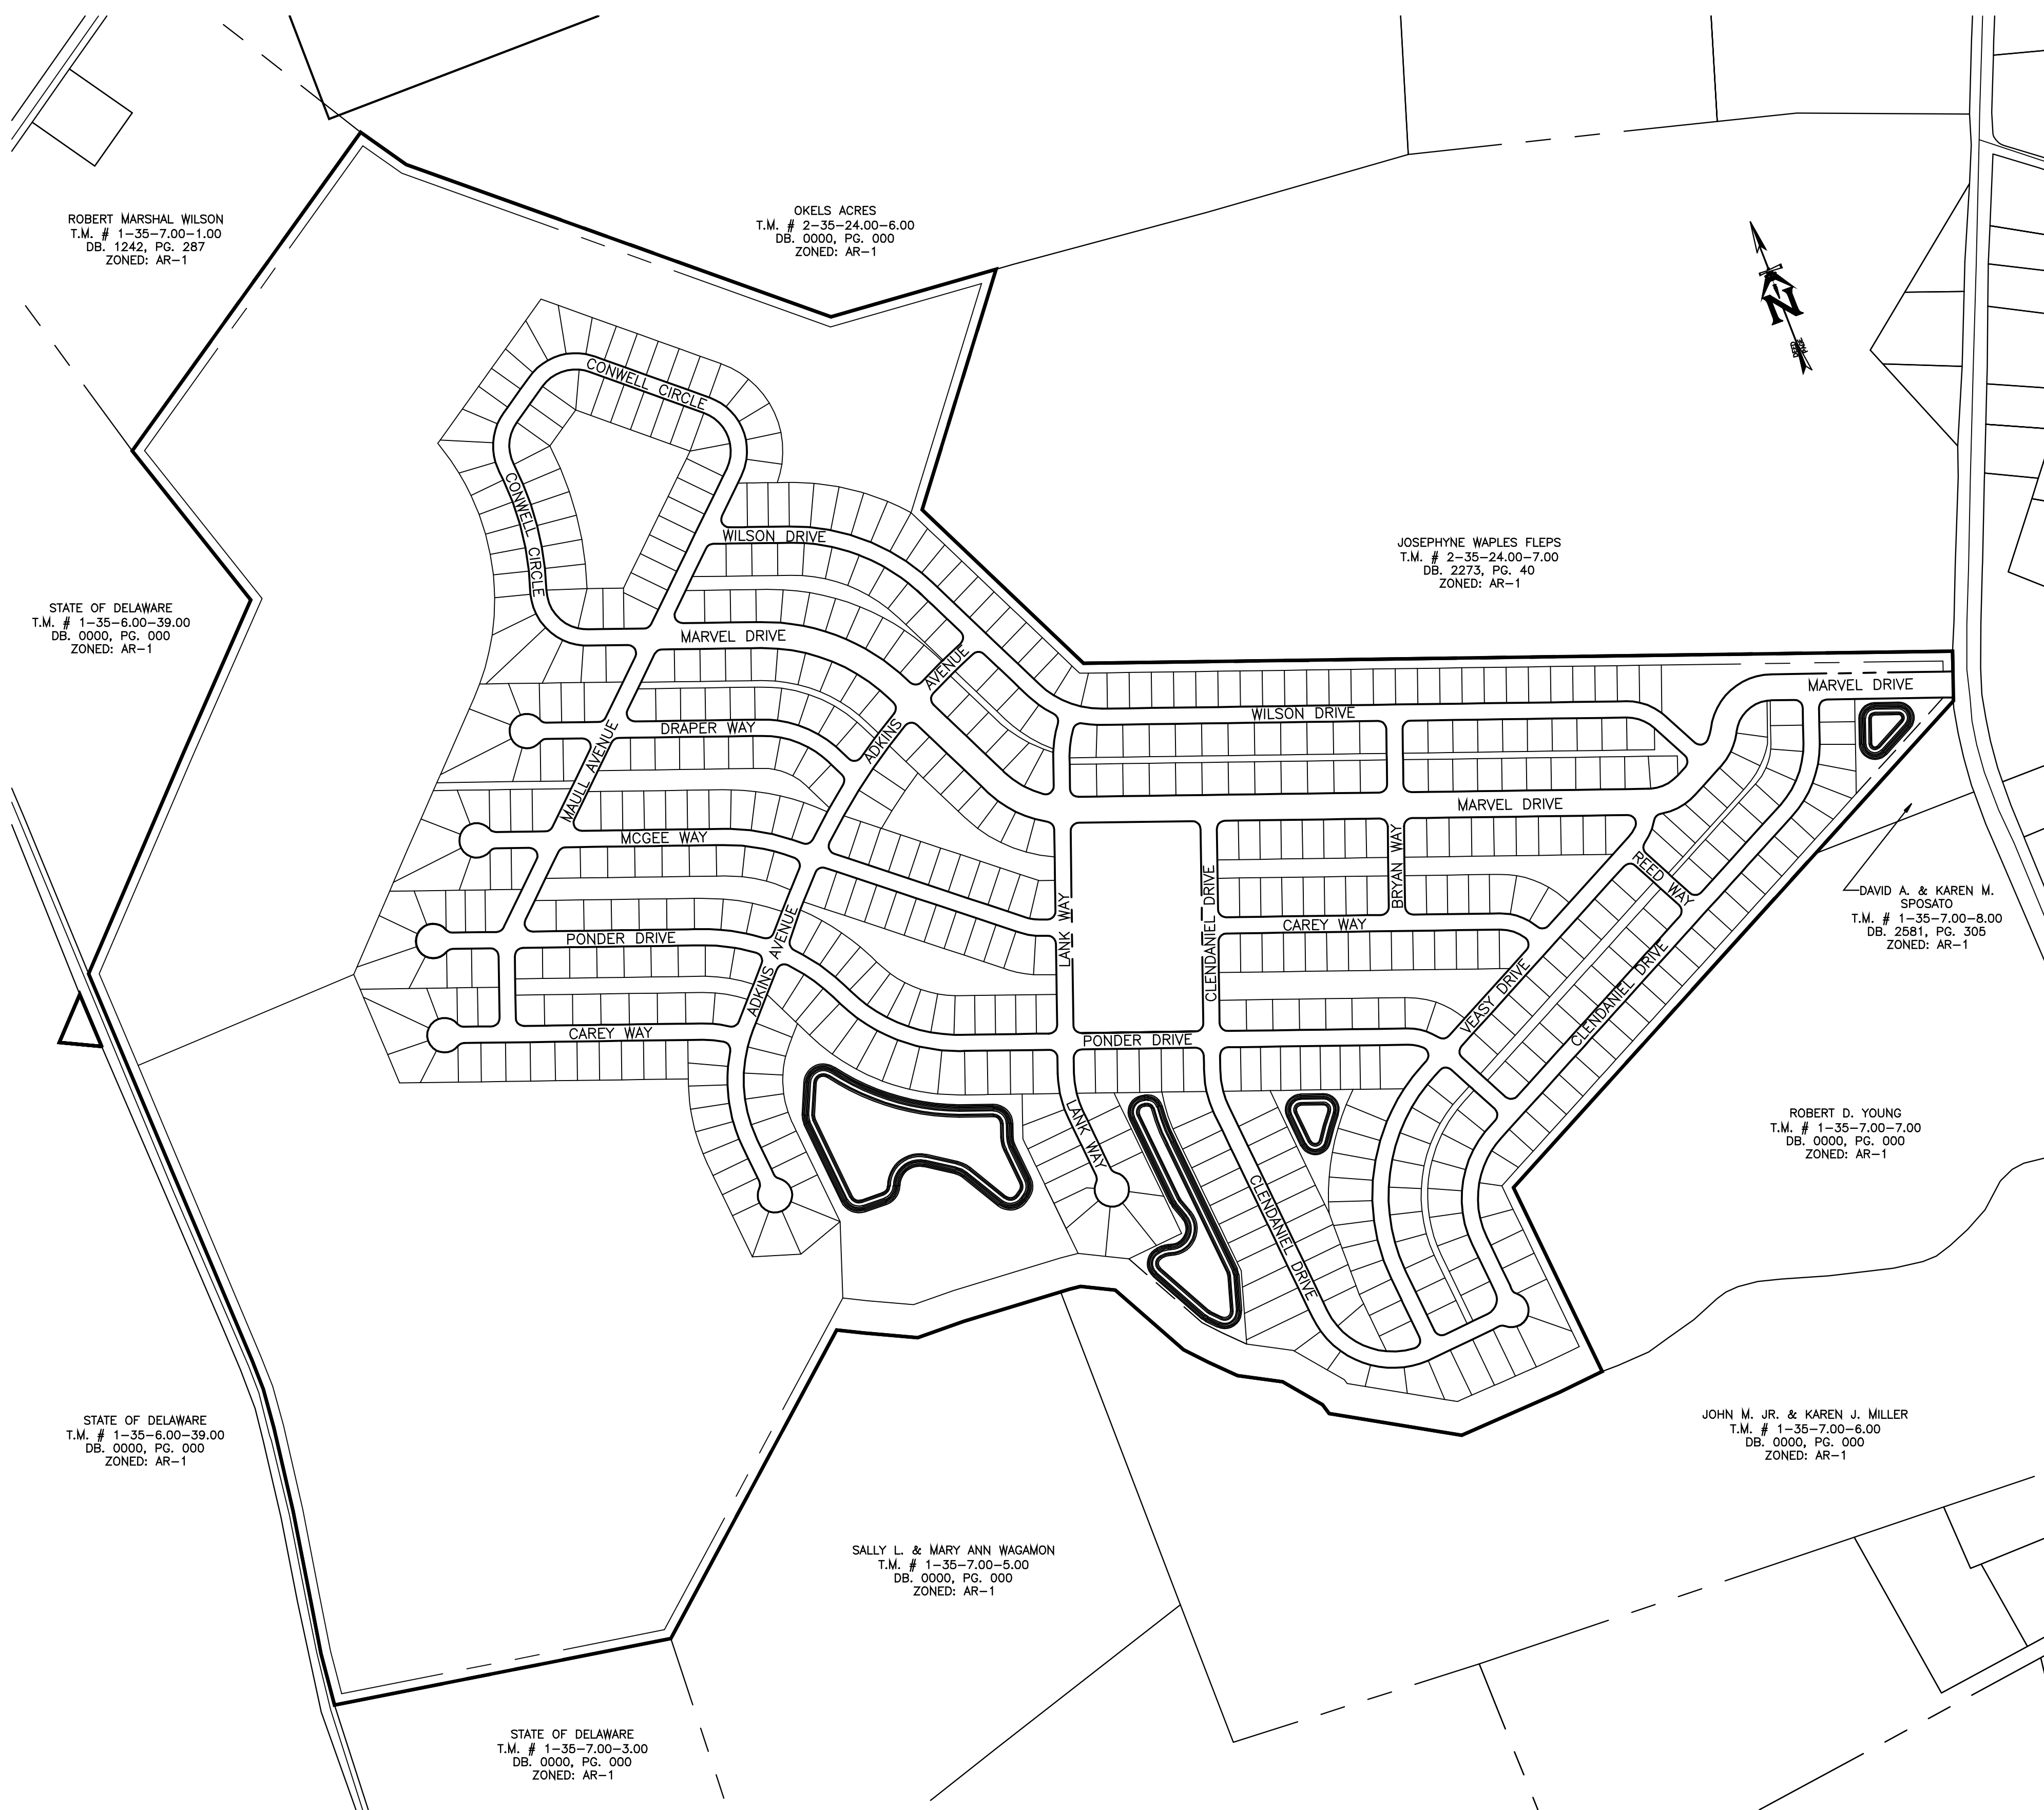 ROBERT MARSHAL WILSON
T.M. # 1-35-7.00-1.00
DB. 1242, PG. 287
ZONED: AR-1
OKELS ACRES
T.M. # 2-35-24.00-6.00
DB. 0000, PG. 000
ZONED: AR-1
N
CONWELL CIRCLE
CONWELL CIRCLE
WILSON DRIVE
JOSEPHYNE WAPLES FLEPS
T.M. # 2-35-24.00-7.00
DB. 2273, PG. 40
ZONED: AR-1
STATE OF DELAWARE
T.M. # 1-35-6.00-39.00
DB. 0000, PG. 000
ZONED: AR-1
MARVEL DRIVE
AVENUE
ADKINS
MARVEL DRIVE
WILSON DRIVE
DRAPER WAY
MAULL AVENUE
MARVEL DRIVE
MCGEE WAY
BRYAN WAY
REED WAY
LANK WAY
CLENDANIEL DRIVE
CAREY WAY
DAVID A. & KAREN M.
SPOSATO
T.M. # 1-35-7.00-8.00
DB. 2581, PG. 305
ZONED: AR-1
PONDER DRIVE
ADKINS AVENUE
VEASY DRIVE
CLENDANIEL DRIVE
CAREY WAY
PONDER DRIVE
LANK WAY
CLENDANIEL DRIVE
ROBERT D. YOUNG
T.M. # 1-35-7.00-7.00
DB. 0000, PG. 000
ZONED: AR-1
STATE OF DELAWARE
T.M. # 1-35-6.00-39.00
DB. 0000, PG. 000
ZONED: AR-1
JOHN M. JR. & KAREN J. MILLER
T.M. # 1-35-7.00-6.00
DB. 0000, PG. 000
ZONED: AR-1
SALLY L. & MARY ANN WAGAMON
T.M. # 1-35-7.00-5.00
DB. 0000, PG. 000
ZONED: AR-1
STATE OF DELAWARE
T.M. # 1-35-7.00-3.00
DB. 0000, PG. 000
ZONED: AR-1